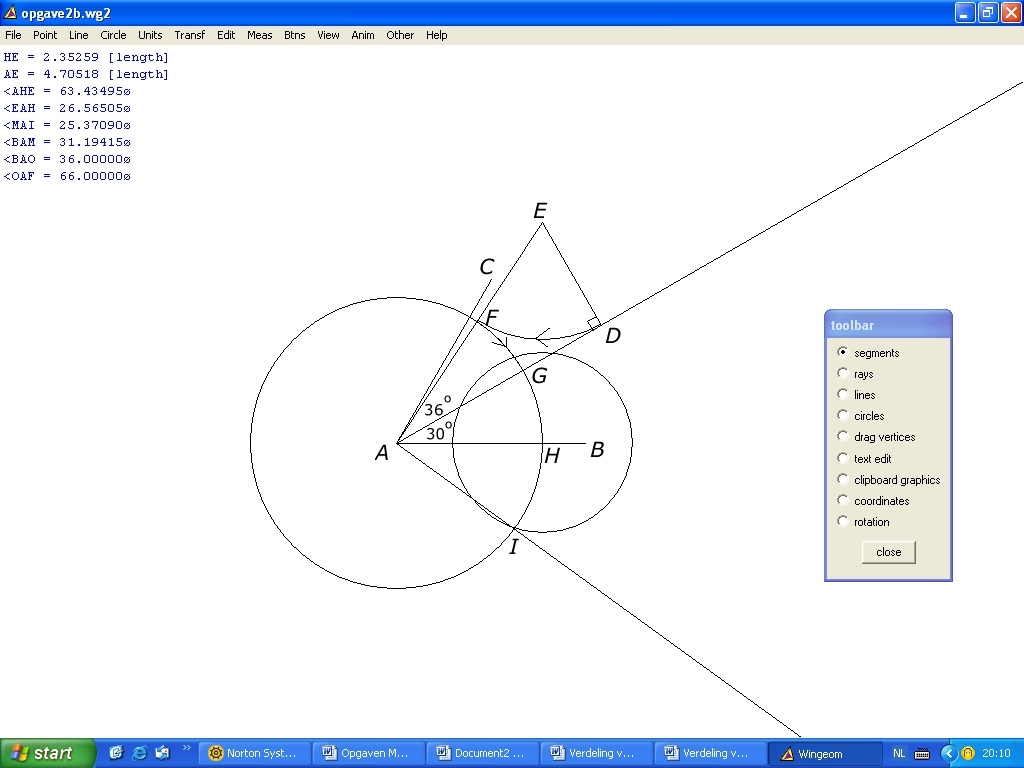 opgave2b.wg2
File Point Line Circle Units Transf Edit Meas Btns View Anim Other Help
HE = 2.35259 [length]
AE = 4.70518 [length]
<AHE = 63.43495ø
<EAH = 26.56505ø
<MAI = 25.37090ø
<BAM = 31.19415ø
<BAO = 36.00000ø
<OAF = 66.00000ø
E
C
F
D
G
36o
30o
A
H
B
I
toolbar
segments
rays
lines
circles
drag vertices
text edit
clipboard graphics
coordinates
rotation
close
start
»
Norton Syst...
Opgaven M...
Document2 ...
Verdeling v...
Verdeling v...
Wingeom
NL
20:10